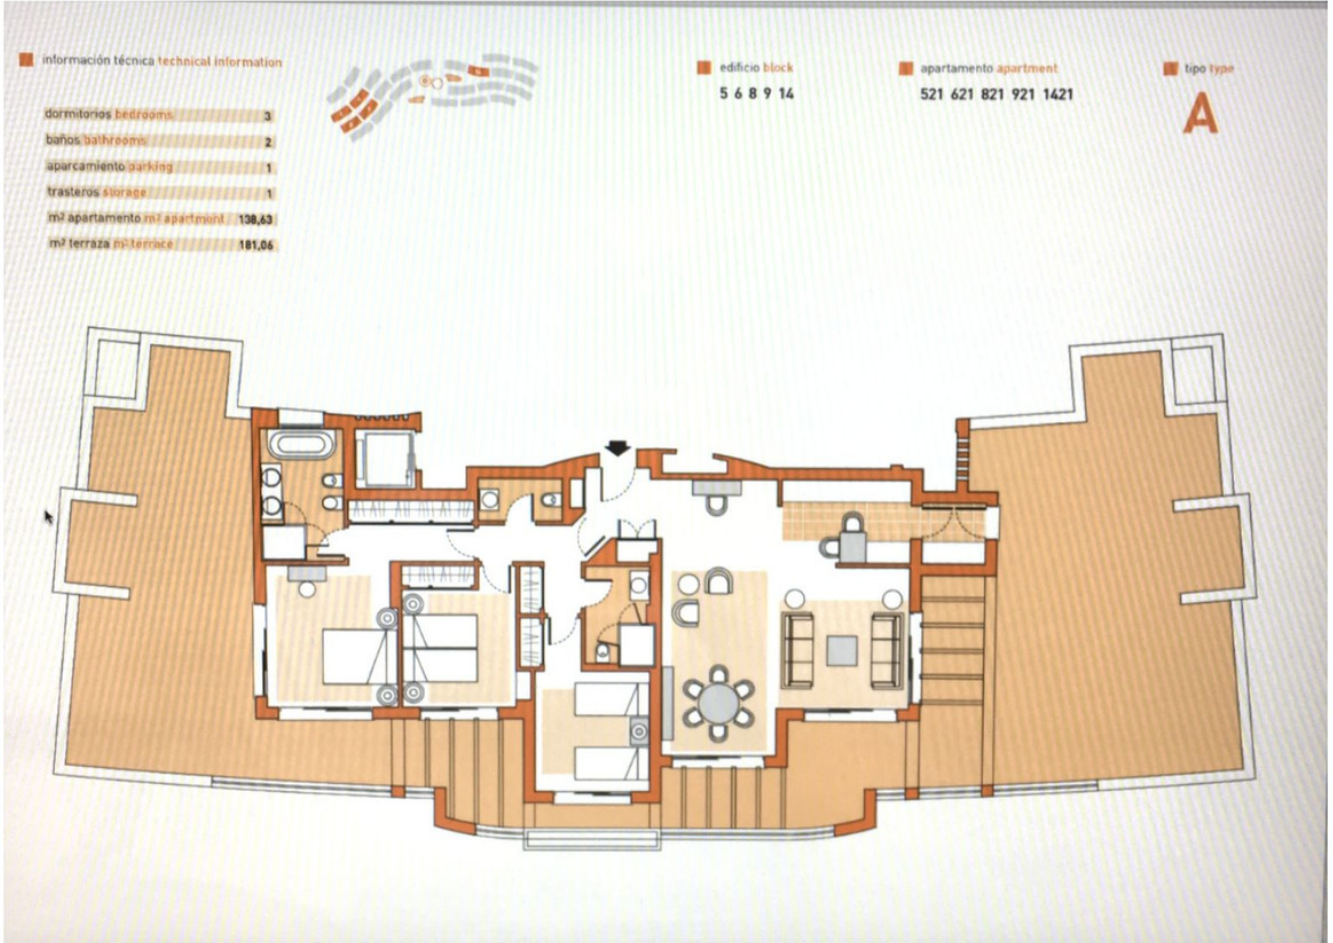 información técnica technical information
dormitorios bedrooms 3
baños bathrooms 2
aparcamiento parking 1
trasteros storage 1
m² apartamento m² apartment 138,63
m² terraza m² terrace 181,06
edificio block
5 6 8 9 14
apartamento apartment
521 621 821 921 1421
tipo type
A